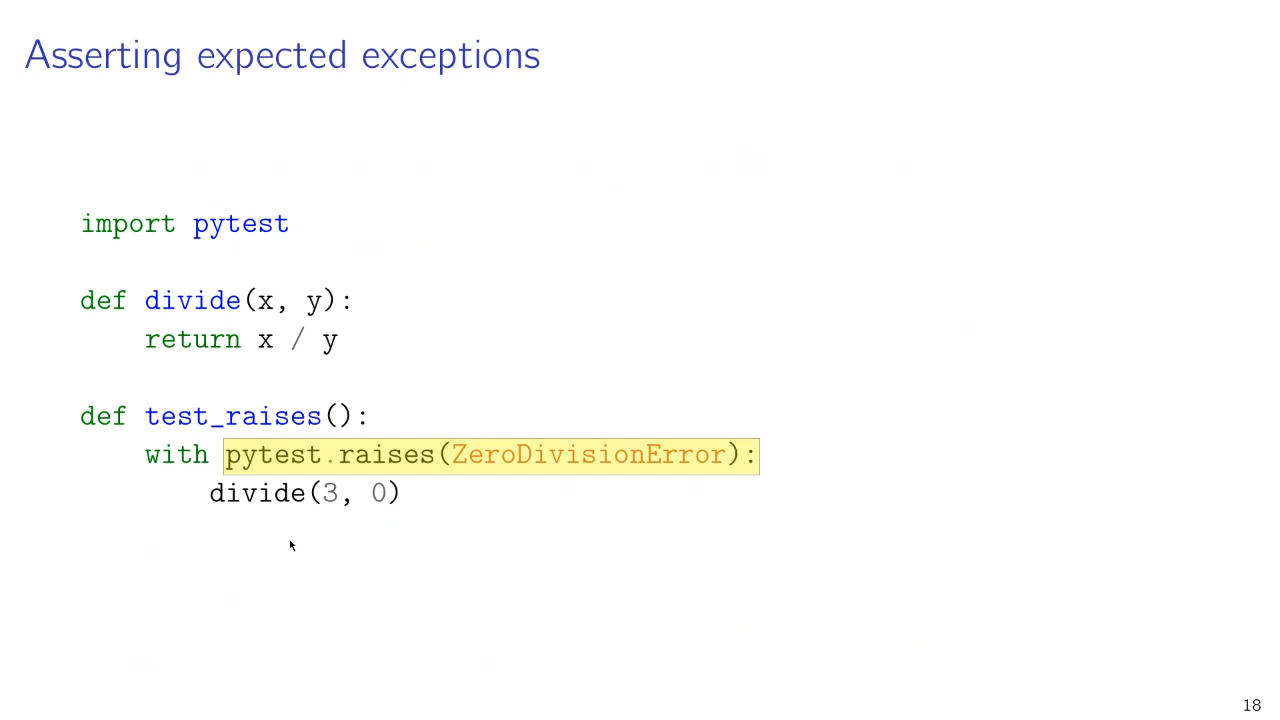 Asserting expected exceptions
import pytest
def divide(x, y):
    return x / y
def test_raises():
    with pytest.raises(ZeroDivisionError):
        divide(3, 0)
18